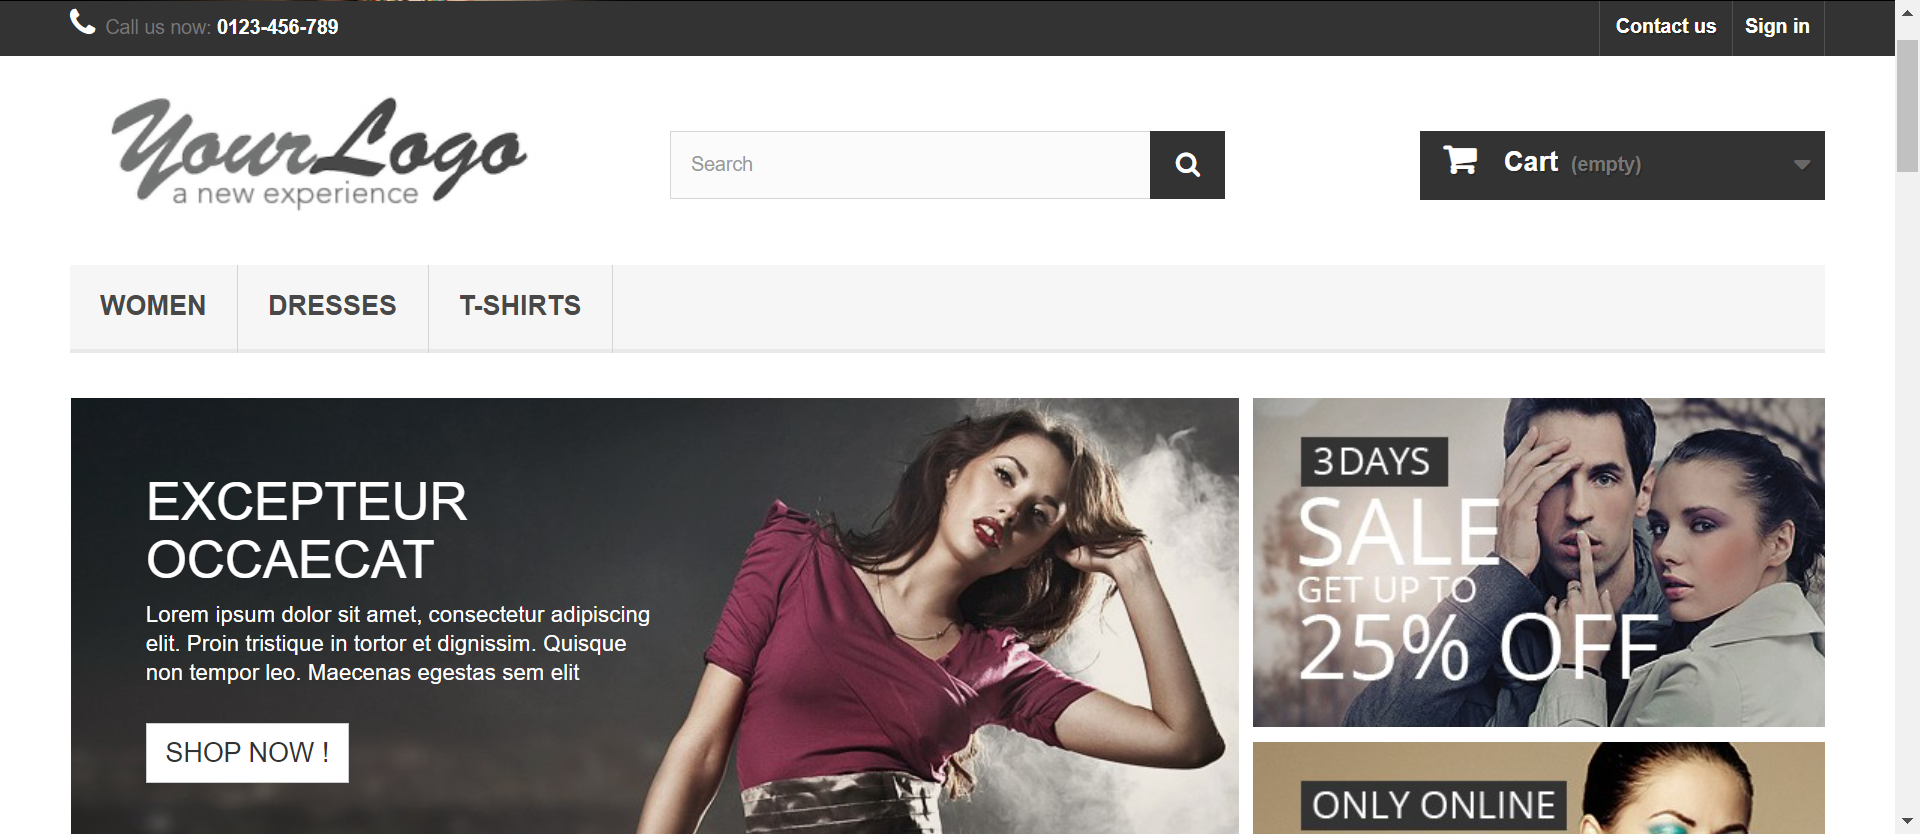 Call us now: 0123-456-789
Contact us
Sign in
YourLogo
a new experience
Search
Cart (empty)
WOMEN
DRESSES
T-SHIRTS
EXCEPTEUR
OCCAECAT
Lorem ipsum dolor sit amet, consectetur adipiscing
elit. Proin tristique in tortor et dignissim. Quisque
non tempor leo. Maecenas egestas sem elit
SHOP NOW !
3 DAYS
SALE
GET UP TO
25% OFF
ONLY ONLINE